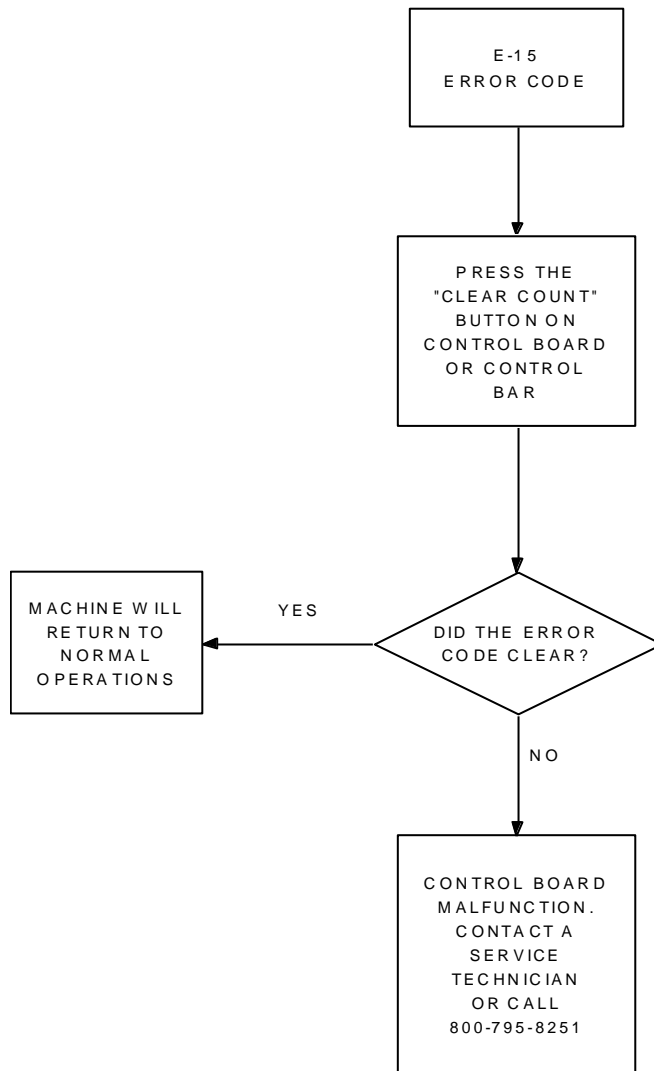 E-15
ERROR CODE
PRESS THE
"CLEAR COUNT"
BUTTON ON
CONTROL BOARD
OR CONTROL
BAR
DID THE ERROR
CODE CLEAR?
YES
MACHINE WILL
RETURN TO
NORMAL
OPERATIONS
NO
CONTROL BOARD
MALFUNCTION.
CONTACT A
SERVICE
TECHNICIAN
OR CALL
800-795-8251